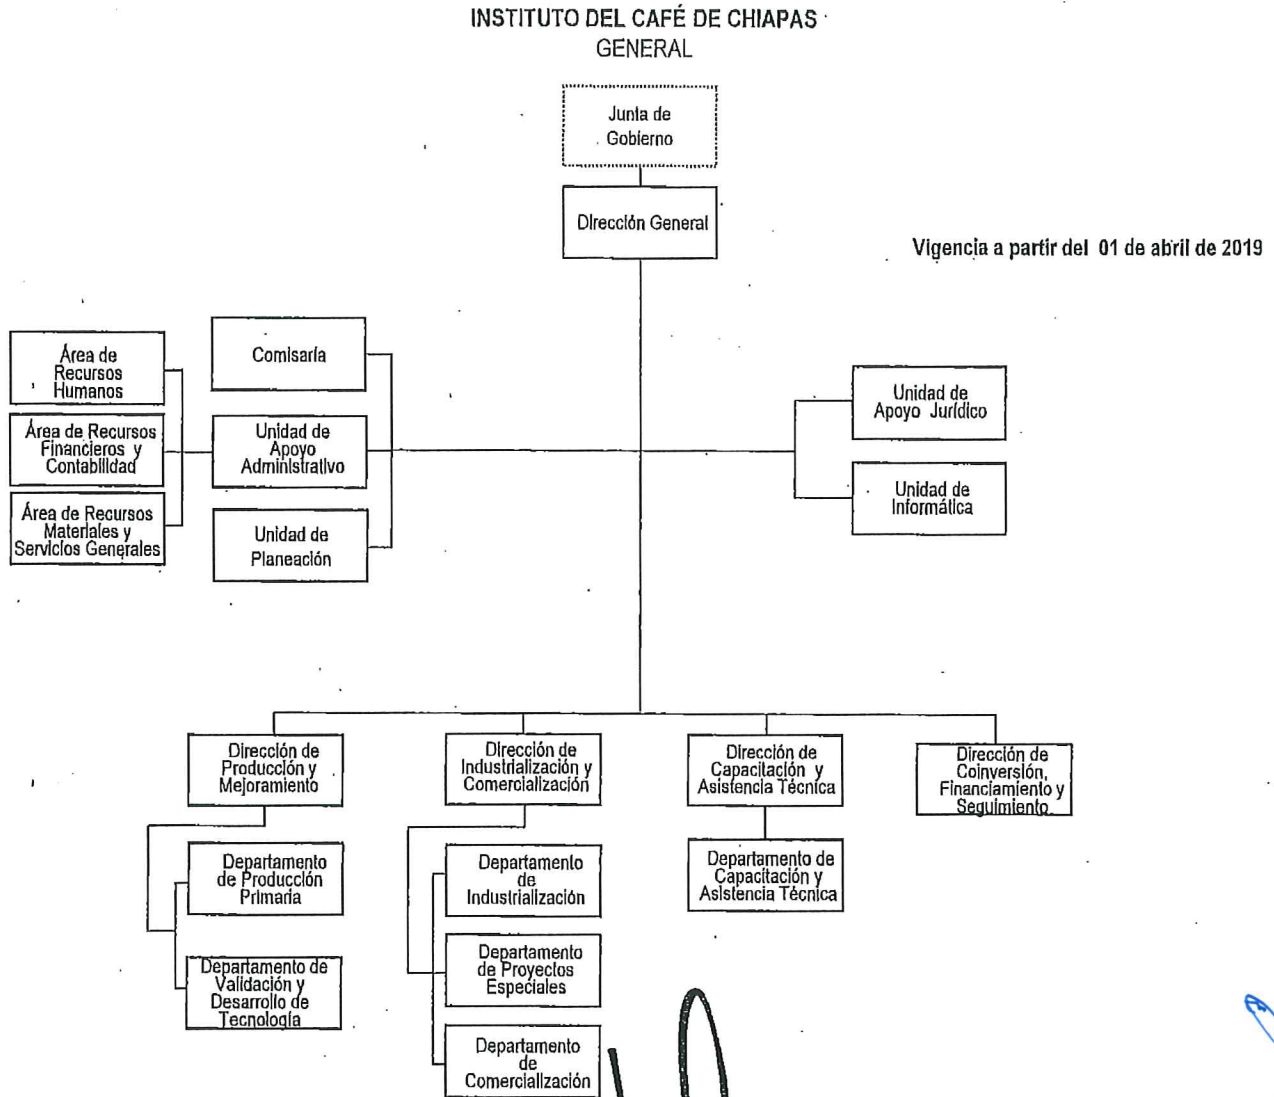 INSTITUTO DEL CAFÉ DE CHIAPAS
GENERAL
Junta de
Gobierno
Dirección General
Vigencia a partir del 01 de abril de 2019
Área de
Recursos
Humanos
Área de Recursos
Financieros y
Contabilidad
Área de Recursos
Materiales y
Servicios Generales
Comisaría
Unidad de
Apoyo
Administrativo
Unidad de
Planeación
Unidad de
Apoyo Jurídico
Unidad de
Informática
Dirección de
Producción y
Mejoramiento
Departamento
de Producción
Primaria
Departamento de
Validación y
Desarrollo de
Tecnología
Dirección de
Industrialización y
Comercialización
Departamento
de
Industrialización
Departamento
de Proyectos
Especiales
Departamento
de
Comercialización
Dirección de
Capacitación y
Asistencia Técnica
Departamento de
Capacitación y
Asistencia Técnica
Dirección de
Coinversión,
Financiamiento y
Seguimiento